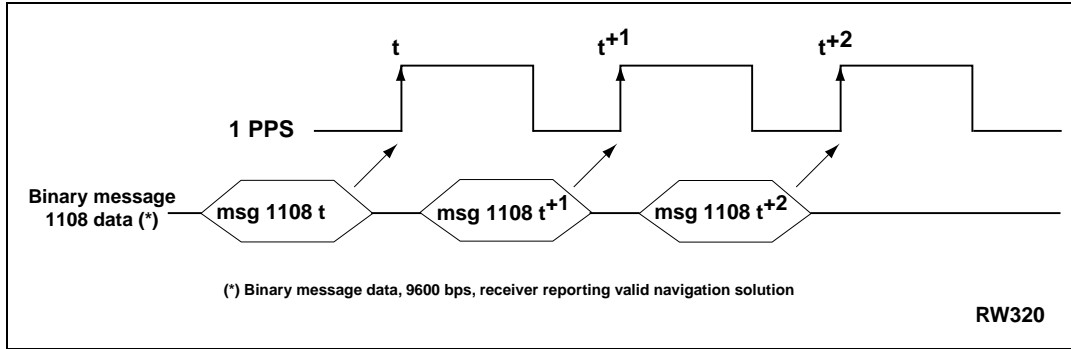 t t+1 t+2
1 PPS
Binary message
1108 data (*)
msg 1108 t msg 1108 t+1 msg 1108 t+2
(*) Binary message data, 9600 bps, receiver reporting valid navigation solution
RW320